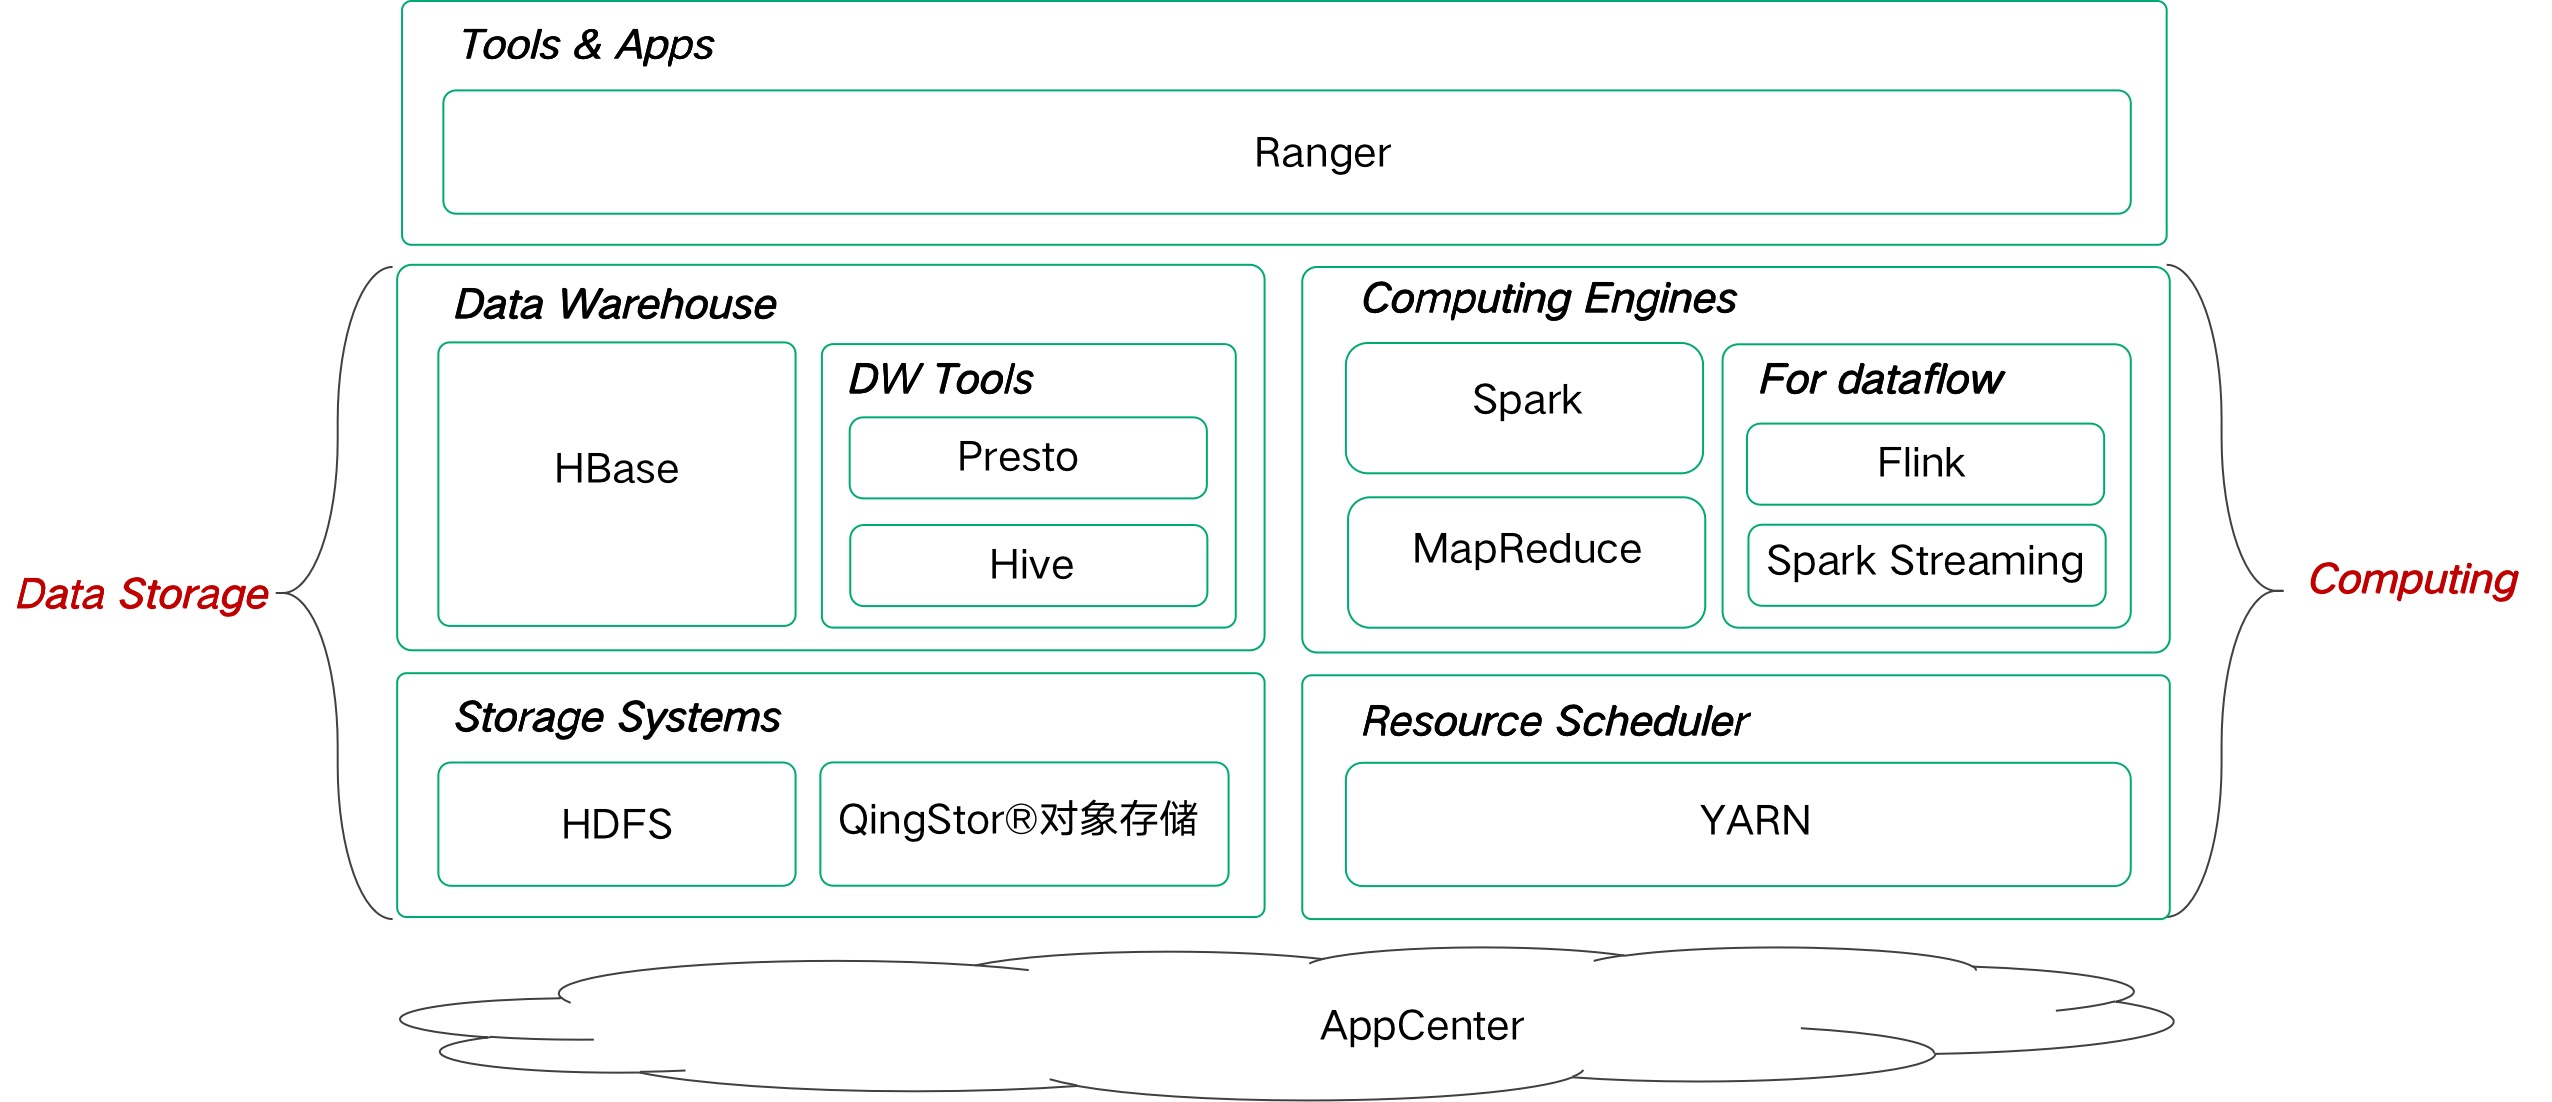 Tools & Apps
Ranger
Data Warehouse
HBase
DW Tools
Presto
Hive
Computing Engines
Spark
MapReduce
For dataflow
Flink
Spark Streaming
Data Storage
Computing
Storage Systems
HDFS
QingStor®对象存储
Resource Scheduler
YARN
AppCenter